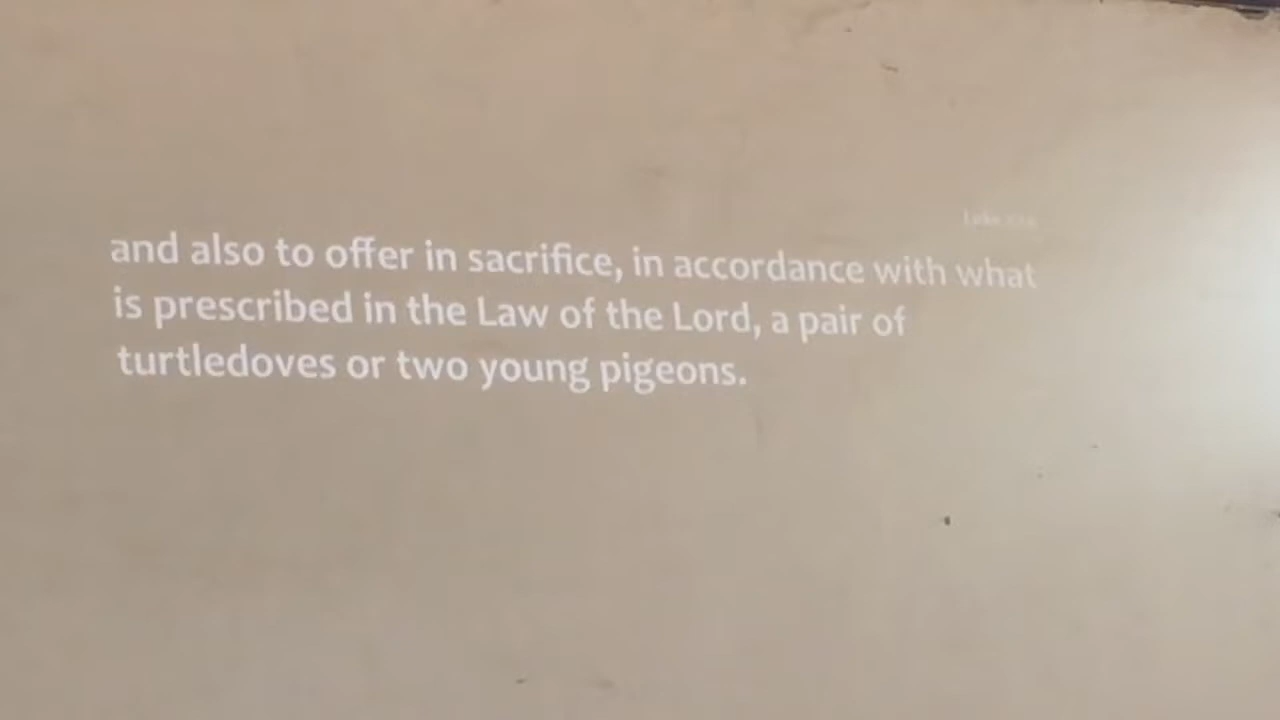 and also to offer in sacrifice, in accordance with what
is prescribed in the Law of the Lord, a pair of
turtledoves or two young pigeons.